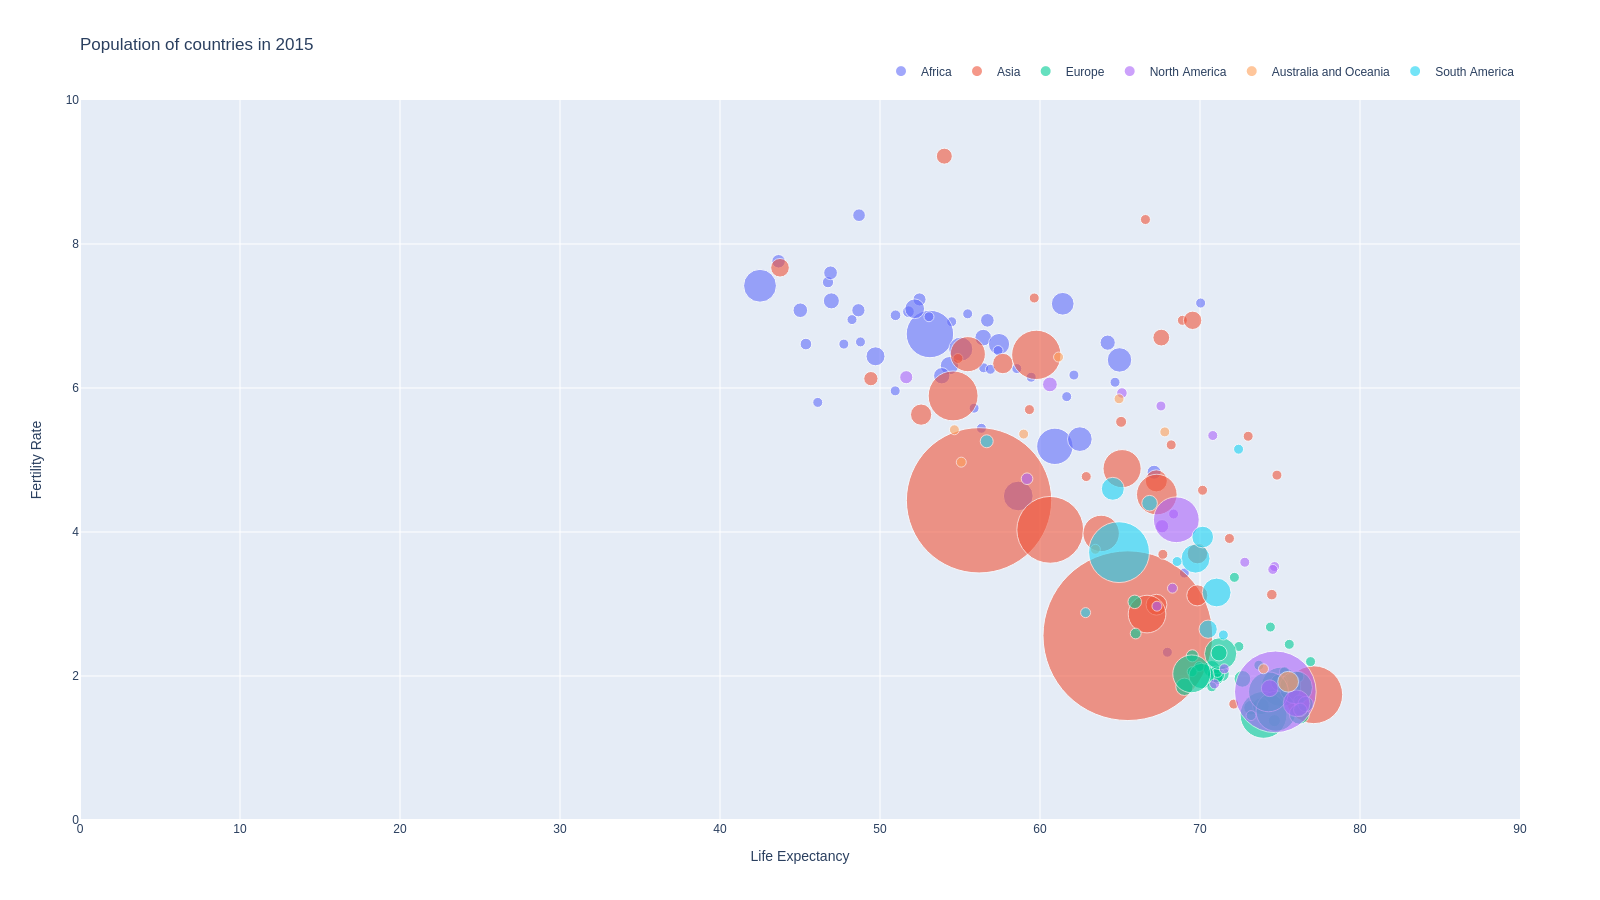 Population of countries in 2015
Africa Asia Europe North America Australia and Oceania South America
10
8
6
4
2
0
Fertility Rate
0 10 20 30 40 50 60 70 80 90
Life Expectancy